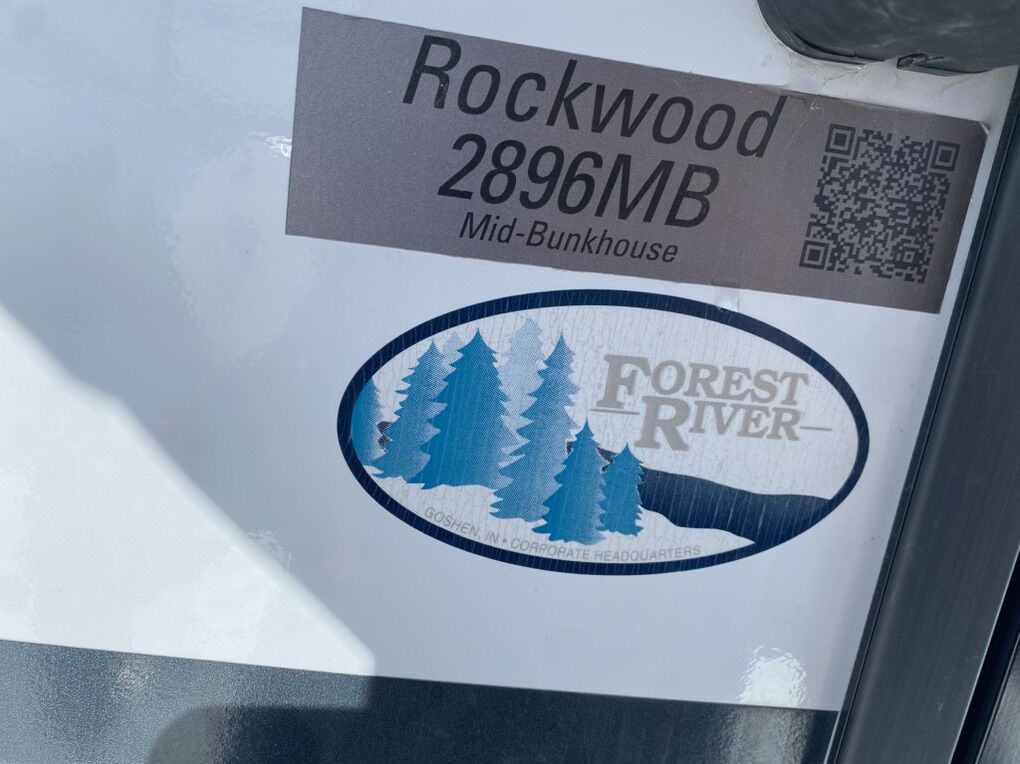 Rockwood
2896MB
Mid-Bunkhouse
FOREST
RIVER
GOSHEN, IN • CORPORATE HEADQUARTERS